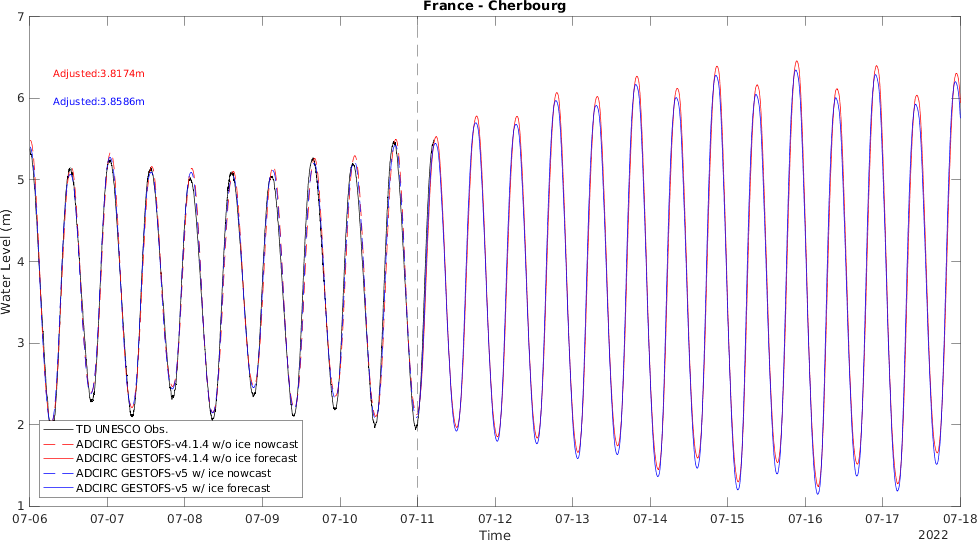 France - Cherbourg
7
6
5
4
3
2
1
Water Level (m)
Adjusted:3.8174m
Adjusted:3.8586m
TD UNESCO Obs.
ADCIRC GESTOFS-v4.1.4 w/o ice nowcast
ADCIRC GESTOFS-v4.1.4 w/o ice forecast
ADCIRC GESTOFS-v5 w/ ice nowcast
ADCIRC GESTOFS-v5 w/ ice forecast
07-06 07-07 07-08 07-09 07-10 07-11 07-12 07-13 07-14 07-15 07-16 07-17 07-18
Time
2022